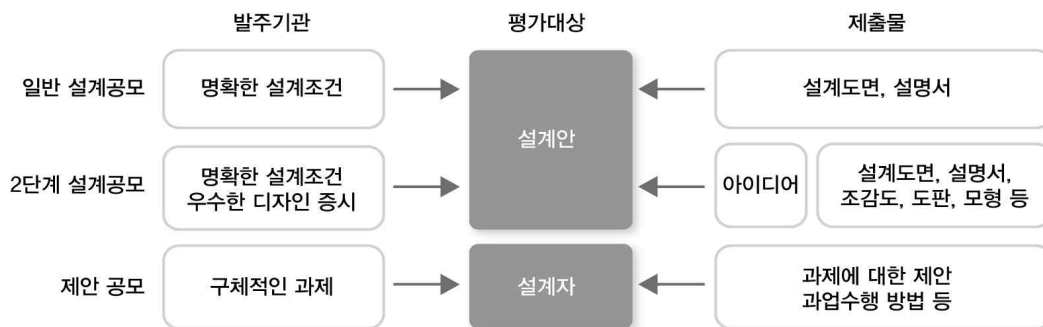 발주기관
평가대상
제출물
일반 설계공모
명확한 설계조건
설계안
설계도면, 설명서
2단계 설계공모
명확한 설계조건
우수한 디자인 증시
아이디어
설계도면, 설명서,
조감도, 도판, 모형 등
제안 공모
구체적인 과제
설계자
과제에 대한 제안
과업수행 방법 등